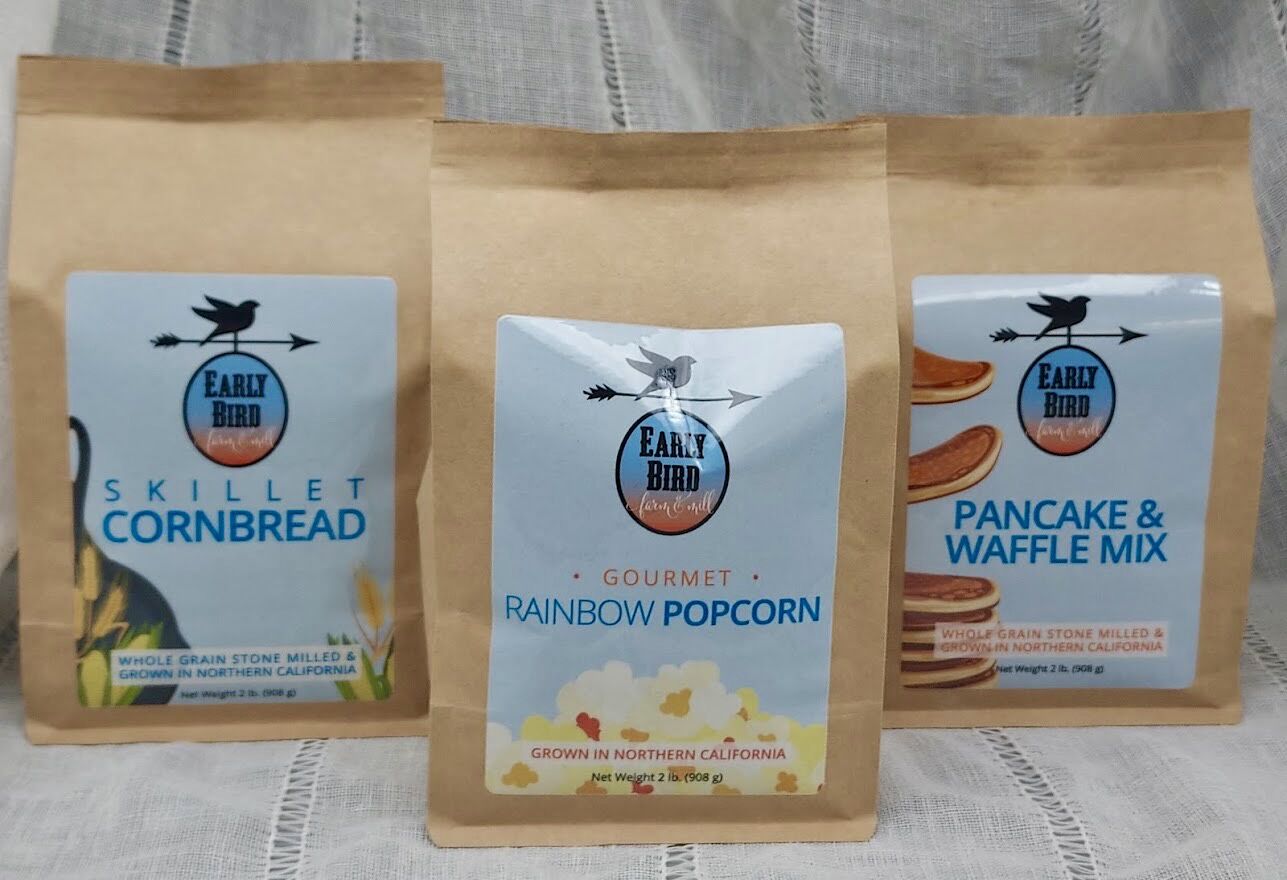 EARLY
BIRD
farm & mill
SKILLET
CORNBREAD
WHOLE GRAIN STONE MILLED &
GROWN IN NORTHERN CALIFORNIA
Net Weight 2 lb. (908 g)
EARLY
BIRD
farm & mill
• GOURMET •
RAINBOW POPCORN
GROWN IN NORTHERN CALIFORNIA
Net Weight 2 lb. (908 g)
EARLY
BIRD
farm & mill
PANCAKE &
WAFFLE MIX
WHOLE GRAIN STONE MILLED &
GROWN IN NORTHERN CALIFORNIA
Net Weight 2 lb. (908 g)